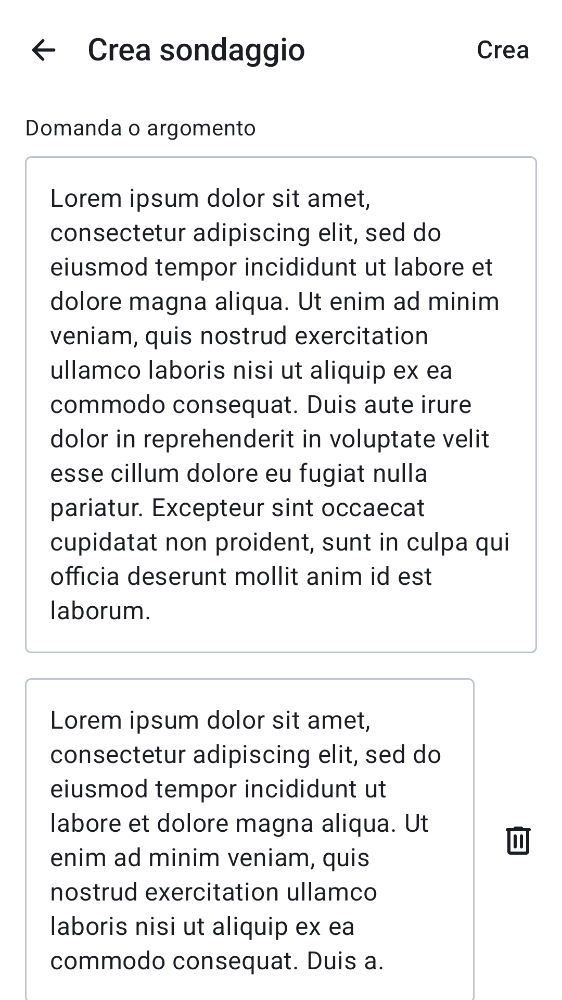 Crea sondaggio
Crea
Domanda o argomento
Lorem ipsum dolor sit amet,
consectetur adipiscing elit, sed do
eiusmod tempor incididunt ut labore et
dolore magna aliqua. Ut enim ad minim
veniam, quis nostrud exercitation
ullamco laboris nisi ut aliquip ex ea
commodo consequat. Duis aute irure
dolor in reprehenderit in voluptate velit
esse cillum dolore eu fugiat nulla
pariatur. Excepteur sint occaecat
cupidatat non proident, sunt in culpa qui
officia deserunt mollit anim id est
laborum.
Lorem ipsum dolor sit amet,
consectetur adipiscing elit, sed do
eiusmod tempor incididunt ut
labore et dolore magna aliqua. Ut
enim ad minim veniam, quis
nostrud exercitation ullamco
laboris nisi ut aliquip ex ea
commodo consequat. Duis a.